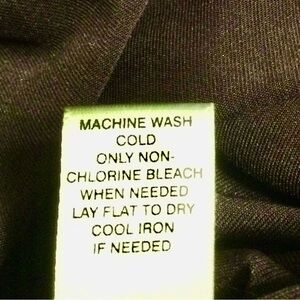 MACHINE WASH
COLD
ONLY NON-
CHLORINE BLEACH
WHEN NEEDED
LAY FLAT TO DRY
COOL IRON
IF NEEDED